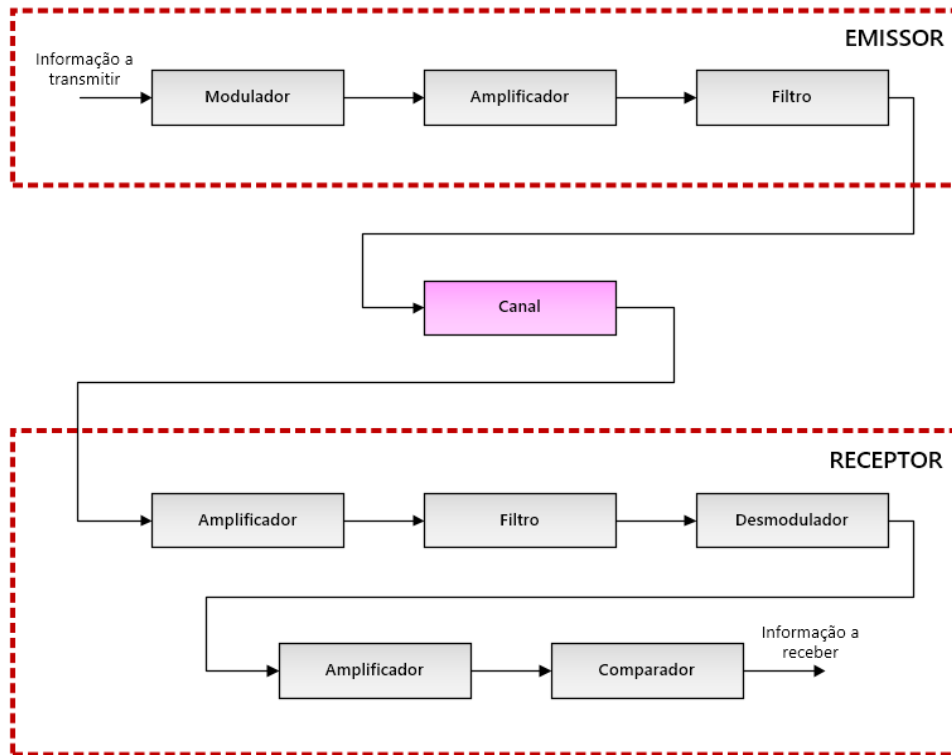 EMISSOR
Informação a
transmitir
Modulador
Amplificador
Filtro
Canal
RECEPTOR
Amplificador
Filtro
Desmodulador
Amplificador
Comparador
Informação a
receber